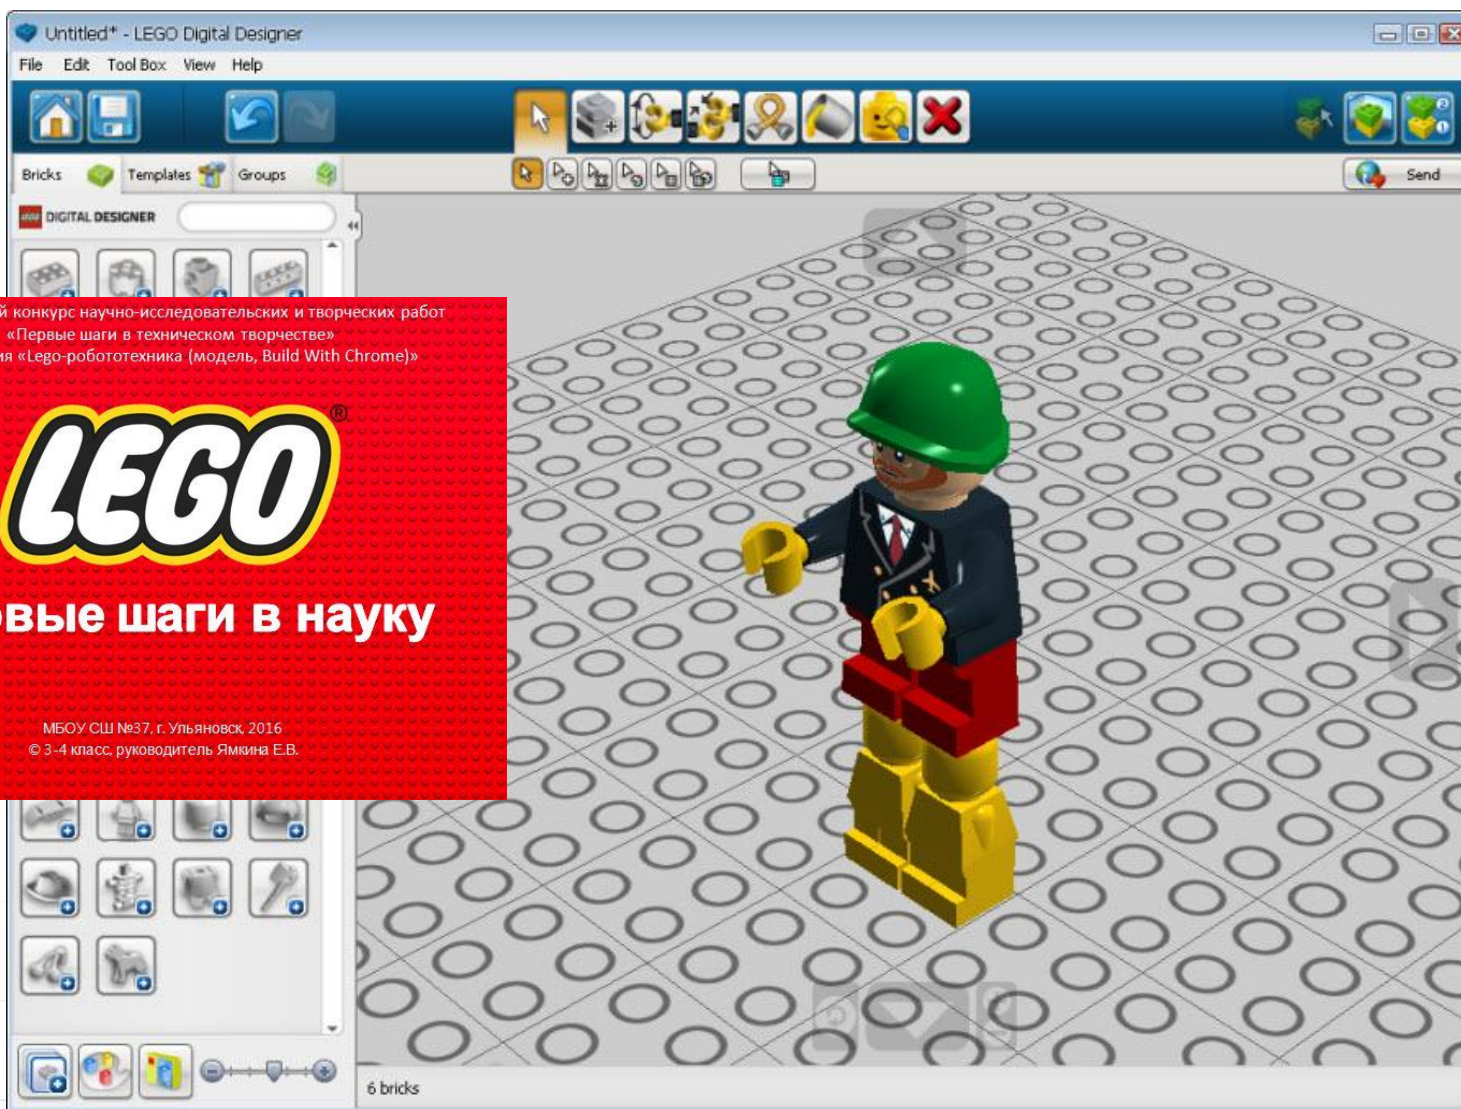 Untitled* - LEGO Digital Designer
File Edit Tool Box View Help
Bricks Templates Groups
Send
LEGO DIGITAL DESIGNER
конкурс научно-исследовательских и творческих работ
«Первые шаги в техническом творчестве»
«Lego-робототехника (модель, Build With Chrome)»
LEGO®
шаги в науку
МБОУ СШ №37, г. Ульяновск, 2016
© 3-4 класс, руководитель Ямкина Е.В.
6 bricks